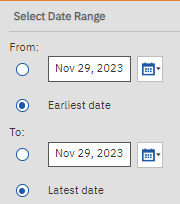 Select Date Range
From:
Nov 29, 2023
Earliest date
To:
Nov 29, 2023
Latest date